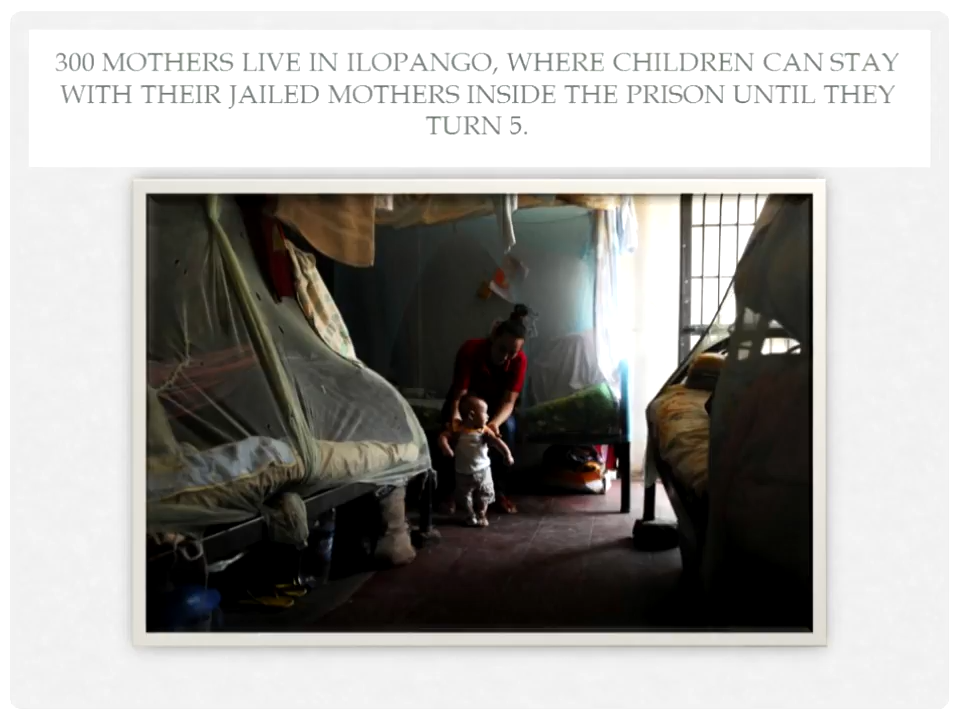 300 MOTHERS LIVE IN ILOPANGO, WHERE CHILDREN CAN STAY
WITH THEIR JAILED MOTHERS INSIDE THE PRISON UNTIL THEY
TURN 5.